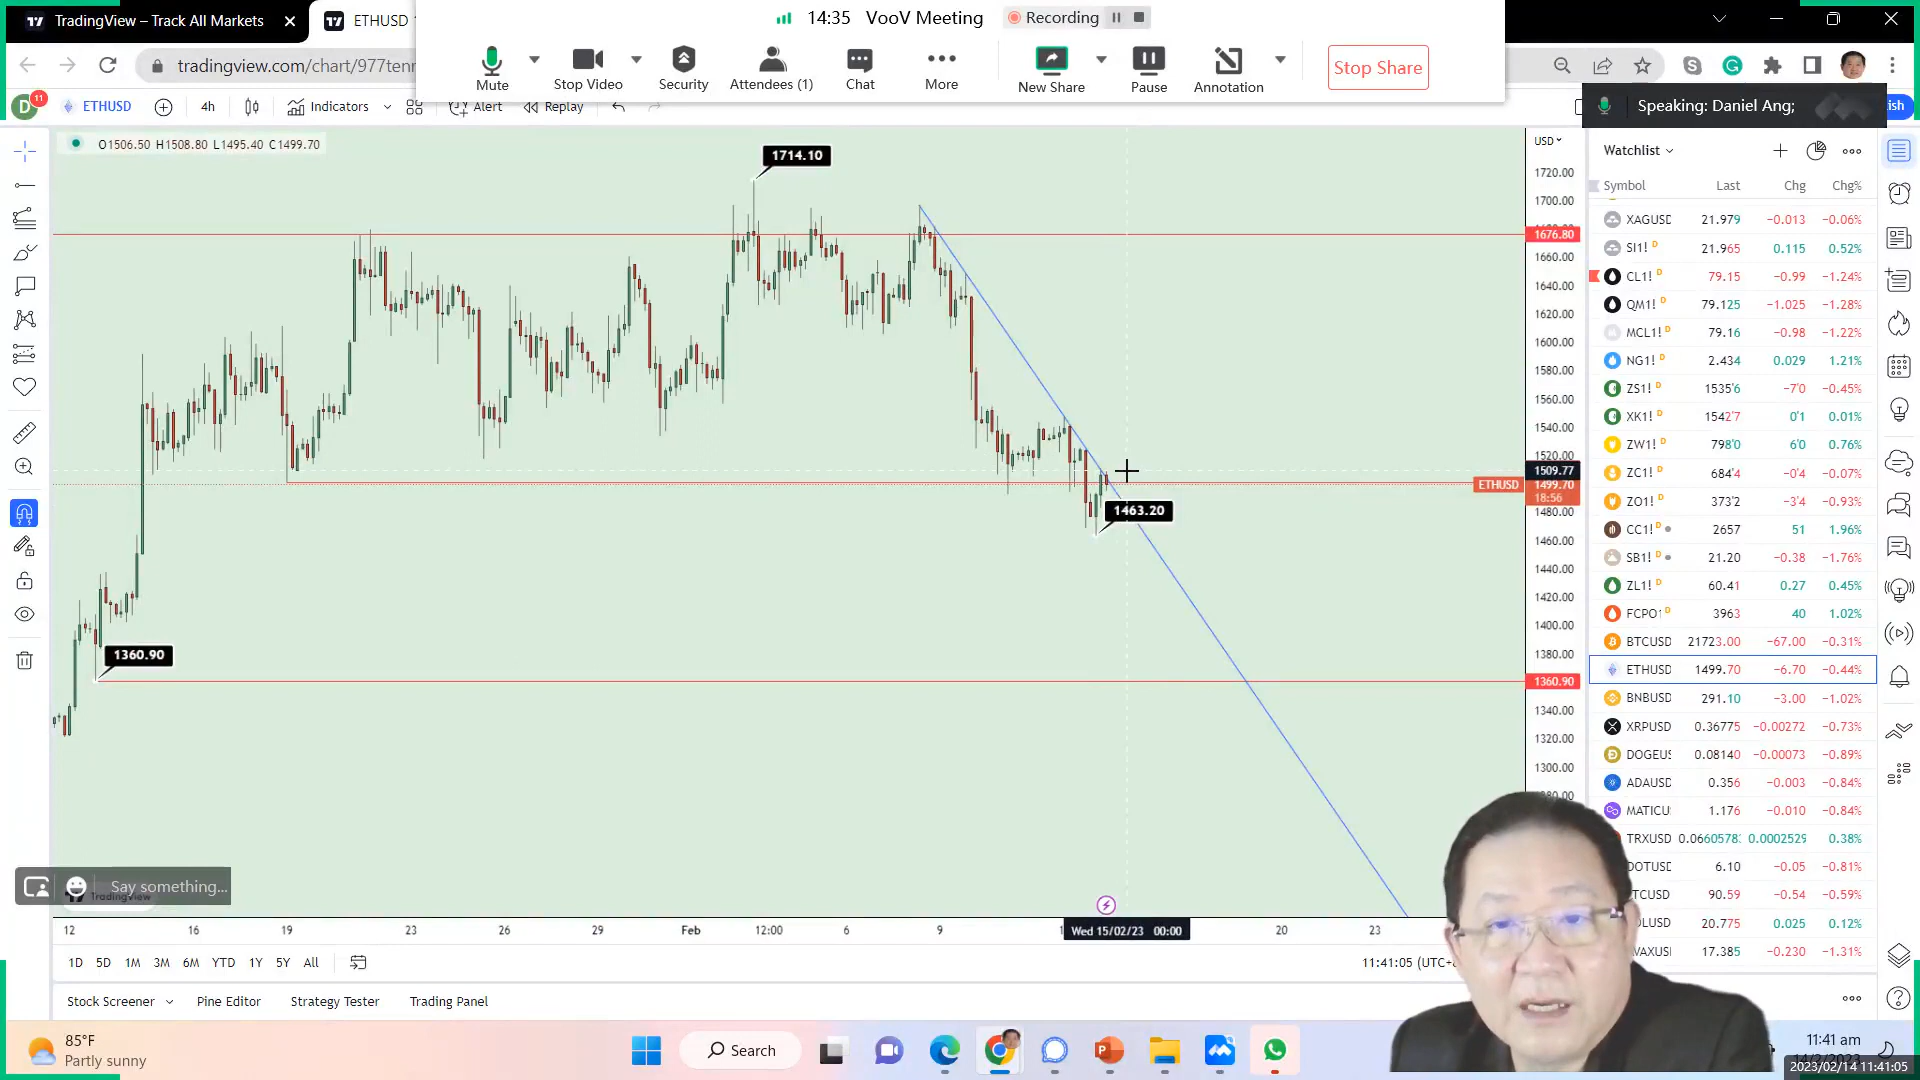 TradingView – Track All Markets
ETHUSD
14:35 VooV Meeting Recording
tradingview.com/chart/977tenr
Mute
Stop Video
Security
Attendees (1)
Chat
More
New Share
Pause
Annotation
Stop Share
Speaking: Daniel Ang;
D 11 ETHUSD 4h Indicators Alert Replay
ish
O1506.50 H1508.80 L1495.40 C1499.70
USD
1714.10
1463.20
1360.90
1720.00
1700.00
1676.80
1660.00
1640.00
1620.00
1600.00
1580.00
1560.00
1540.00
1520.00
1509.77
ETHUSD 1499.70
18:56
1480.00
1460.00
1440.00
1420.00
1400.00
1380.00
1360.90
1340.00
1320.00
1300.00
Watchlist
Symbol Last Chg Chg%
XAGUSD 21.979 −0.013 −0.06%
SI1! D 21.965 0.115 0.52%
CL1! D 79.15 −0.99 −1.24%
QM1! D 79.125 −1.025 −1.28%
MCL1! D 79.16 −0.98 −1.22%
NG1! D 2.434 0.029 1.21%
ZS1! D 1535'6 −7'0 −0.45%
XK1! D 1542'7 0'1 0.01%
ZW1! D 798'0 6'0 0.76%
ZC1! D 684'4 −0'4 −0.07%
ZO1! D 373'2 −3'4 −0.93%
CC1! D 2657 51 1.96%
SB1! D 21.20 −0.38 −1.76%
ZL1! D 60.41 0.27 0.45%
FCPO1 D 3963 40 1.02%
BTCUSD 21723.00 −67.00 −0.31%
ETHUSD 1499.70 −6.70 −0.44%
BNBUSD 291.10 −3.00 −1.02%
XRPUSD 0.36775 −0.00272 −0.73%
DOGEUS 0.08140 −0.00073 −0.89%
ADAUSD 0.356 −0.003 −0.84%
MATICU 1.176 −0.010 −0.84%
TRXUSD 0.0660578 0.0002529 0.38%
DOTUSD 6.10 −0.05 −0.81%
TCUSD 90.59 −0.54 −0.59%
OLUSD 20.775 0.025 0.12%
VAXUSD 17.385 −0.230 −1.31%
Say something...
TradingView
12 16 19 23 26 29 Feb 12:00 6 9 Wed 15/02/23 00:00 20 23
1D 5D 1M 3M 6M YTD 1Y 5Y All
11:41:05 (UTC+
Stock Screener Pine Editor Strategy Tester Trading Panel
85°F
Partly sunny
Search
11:41 am
2023/02/14 11:41:05